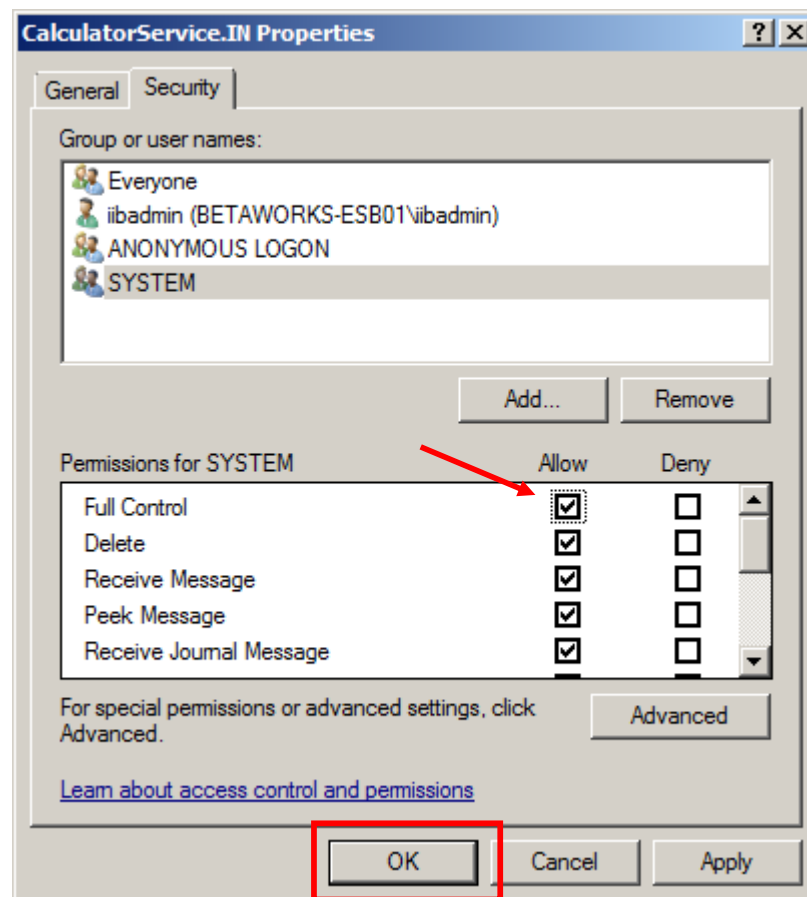 CalculatorService.IN Properties
General Security
Group or user names:
Everyone
iibadmin (BETAWORKS-ESB01\iibadmin)
ANONYMOUS LOGON
SYSTEM
Add... Remove
Permissions for SYSTEM Allow Deny
Full Control
Delete
Receive Message
Peek Message
Receive Journal Message
For special permissions or advanced settings, click Advanced
Advanced.
Learn about access control and permissions
OK Cancel Apply